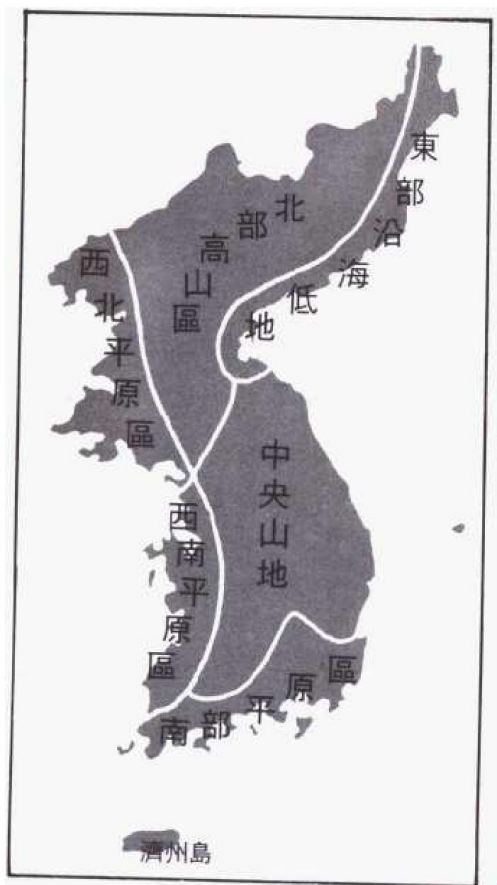 北部高山區
東部沿海低地
西北平原區
中央山地
西南平原區
南部平原區
濟州島